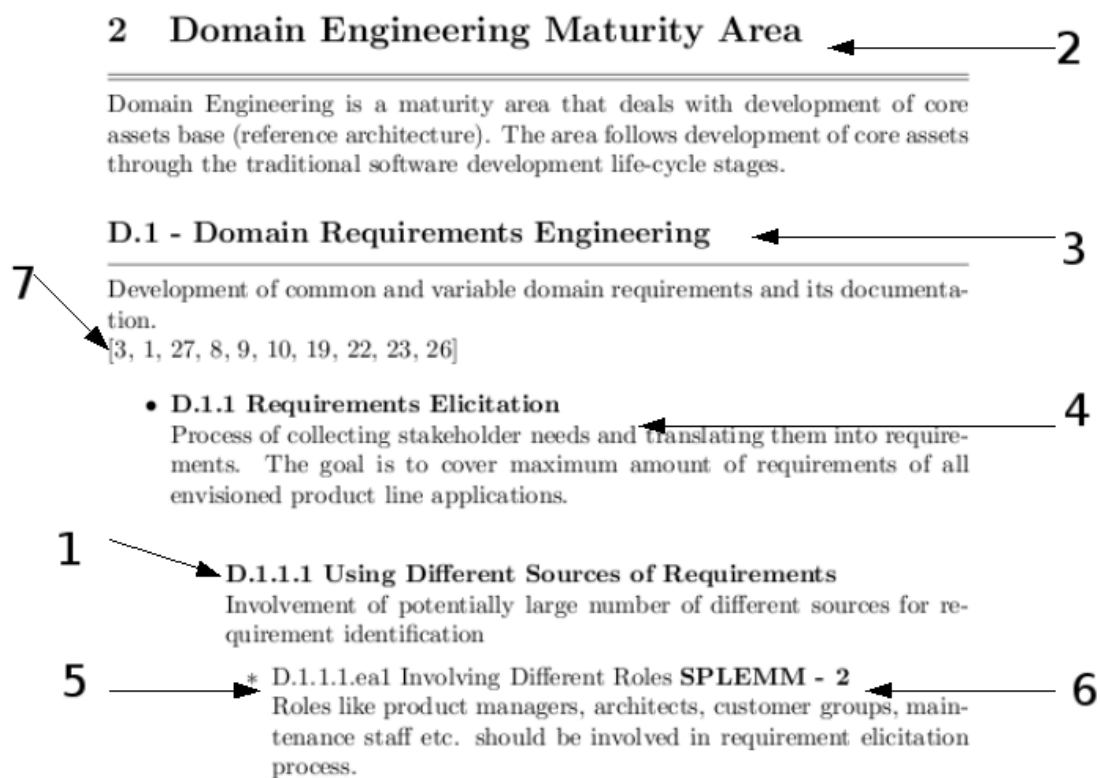 2 Domain Engineering Maturity Area
2
Domain Engineering is a maturity area that deals with development of core
assets base (reference architecture). The area follows development of core assets
through the traditional software development life-cycle stages.
D.1 - Domain Requirements Engineering
3
7
Development of common and variable domain requirements and its documenta-
tion.
[3, 1, 27, 8, 9, 10, 19, 22, 23, 26]
• D.1.1 Requirements Elicitation
4
Process of collecting stakeholder needs and translating them into require-
ments. The goal is to cover maximum amount of requirements of all
envisioned product line applications.
1
D.1.1.1 Using Different Sources of Requirements
Involvement of potentially large number of different sources for re-
quirement identification
5
* D.1.1.1.ea1 Involving Different Roles SPLEMM - 2
6
Roles like product managers, architects, customer groups, main-
tenance staff etc. should be involved in requirement elicitation
process.